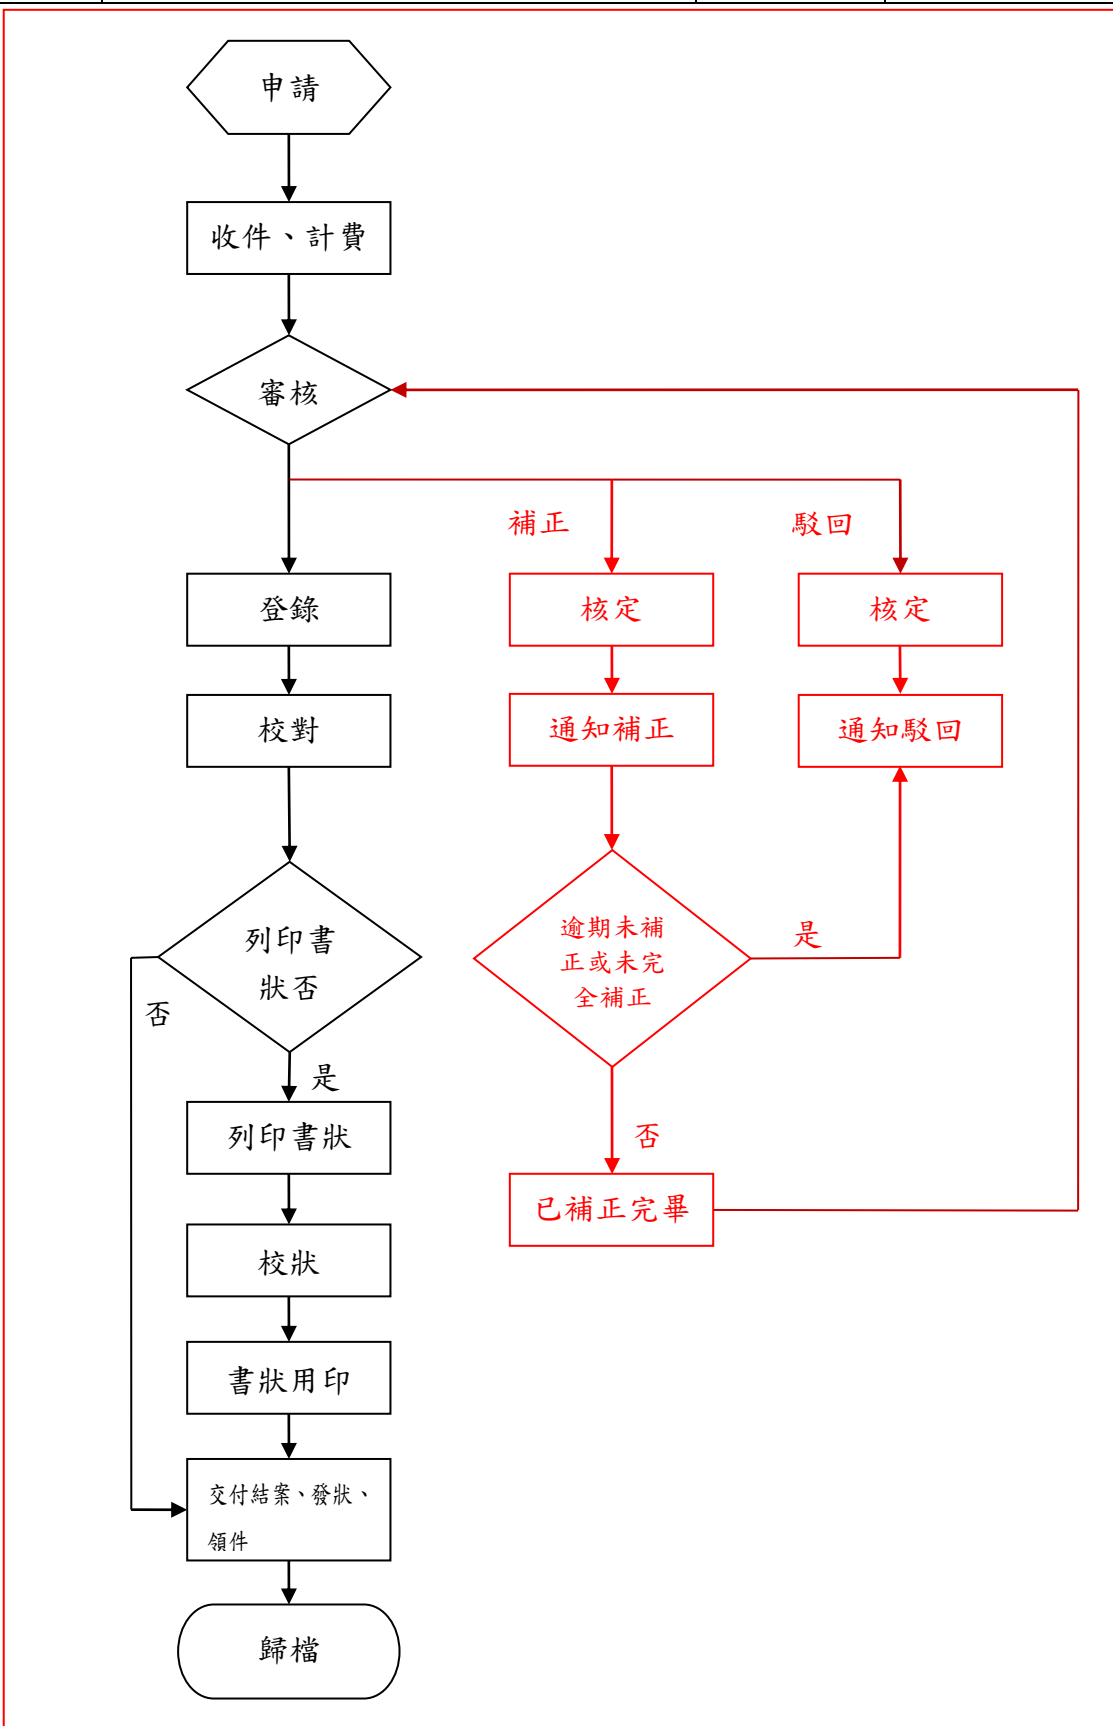 申請
收件、計費
審核
補正
駁回
登錄
核定
核定
校對
通知補正
通知駁回
列印書
狀否
逾期未補
正或未完
全補正
是
否
是
列印書狀
否
已補正完畢
校狀
書狀用印
交付結案、發狀、
領件
歸檔